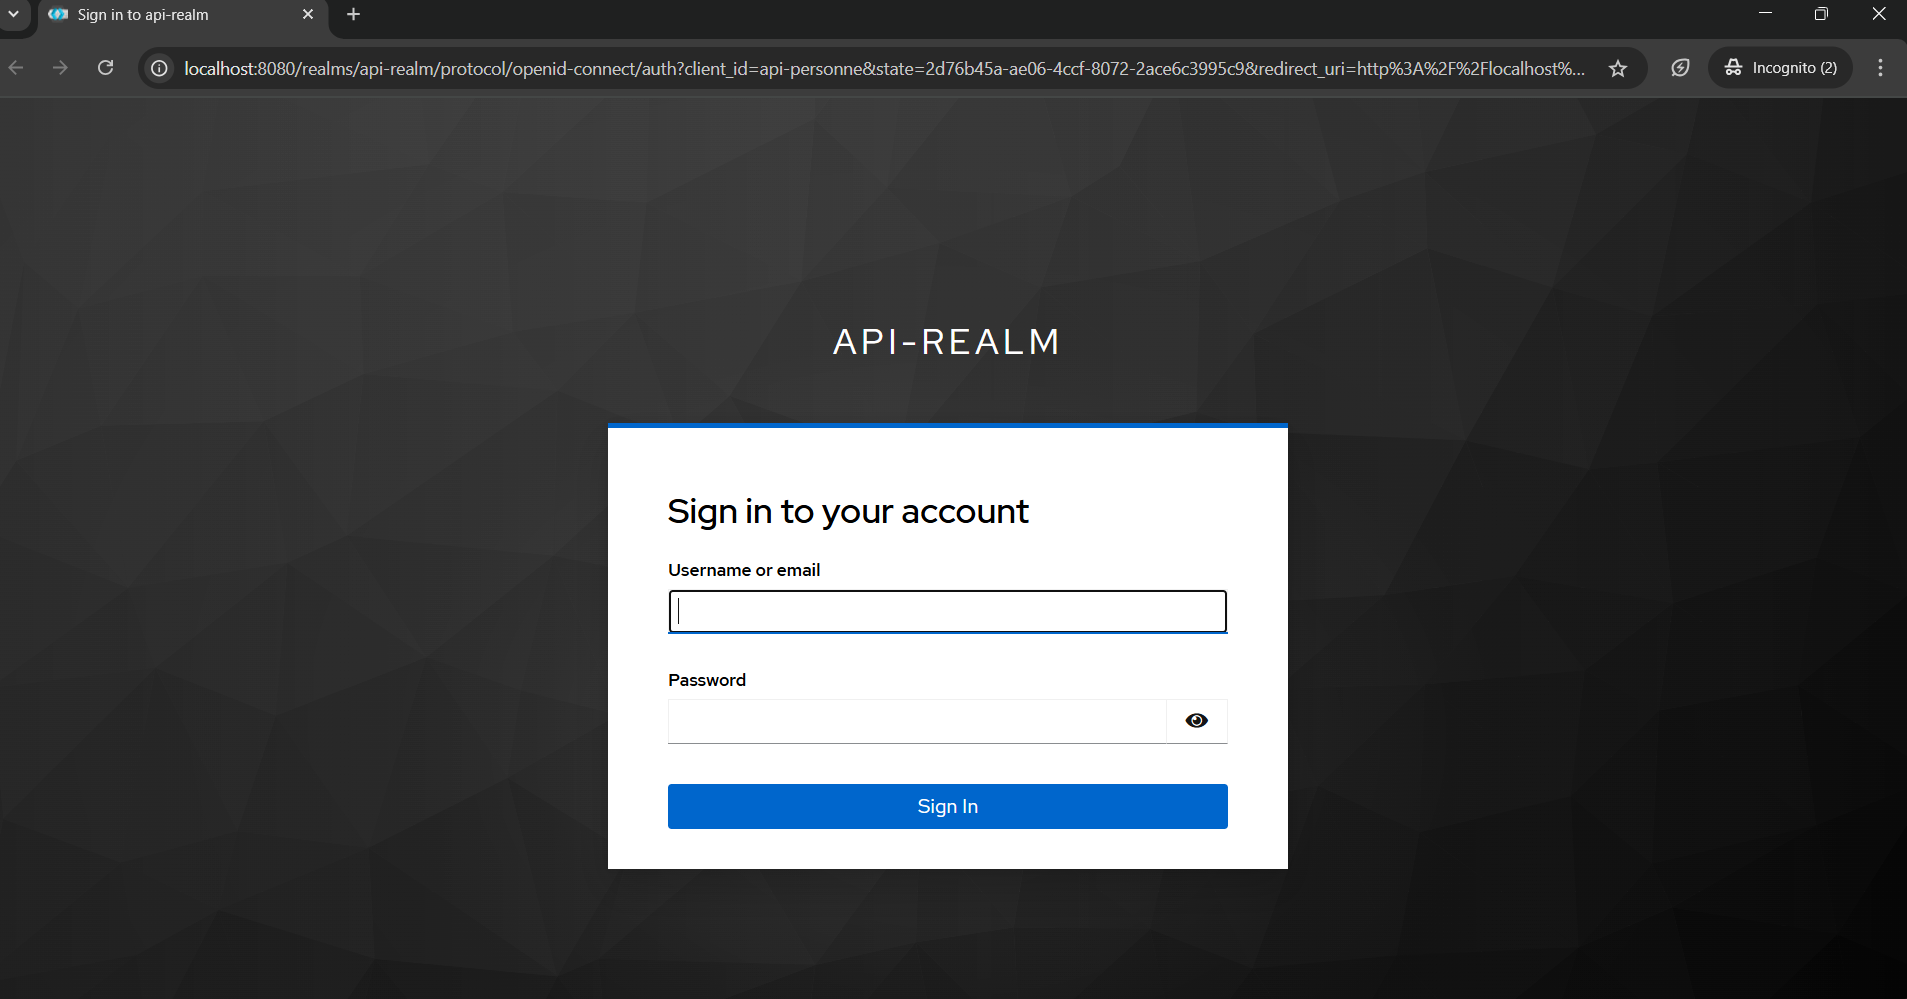 Sign in to api-realm
localhost:8080/realms/api-realm/protocol/openid-connect/auth?client_id=api-personne&state=2d76b45a-ae06-4ccf-8072-2ace6c3995c9&redirect_uri=http%3A%2F%2Flocalhost%...
Incognito (2)
API-REALM
Sign in to your account
Username or email
Password
Sign In